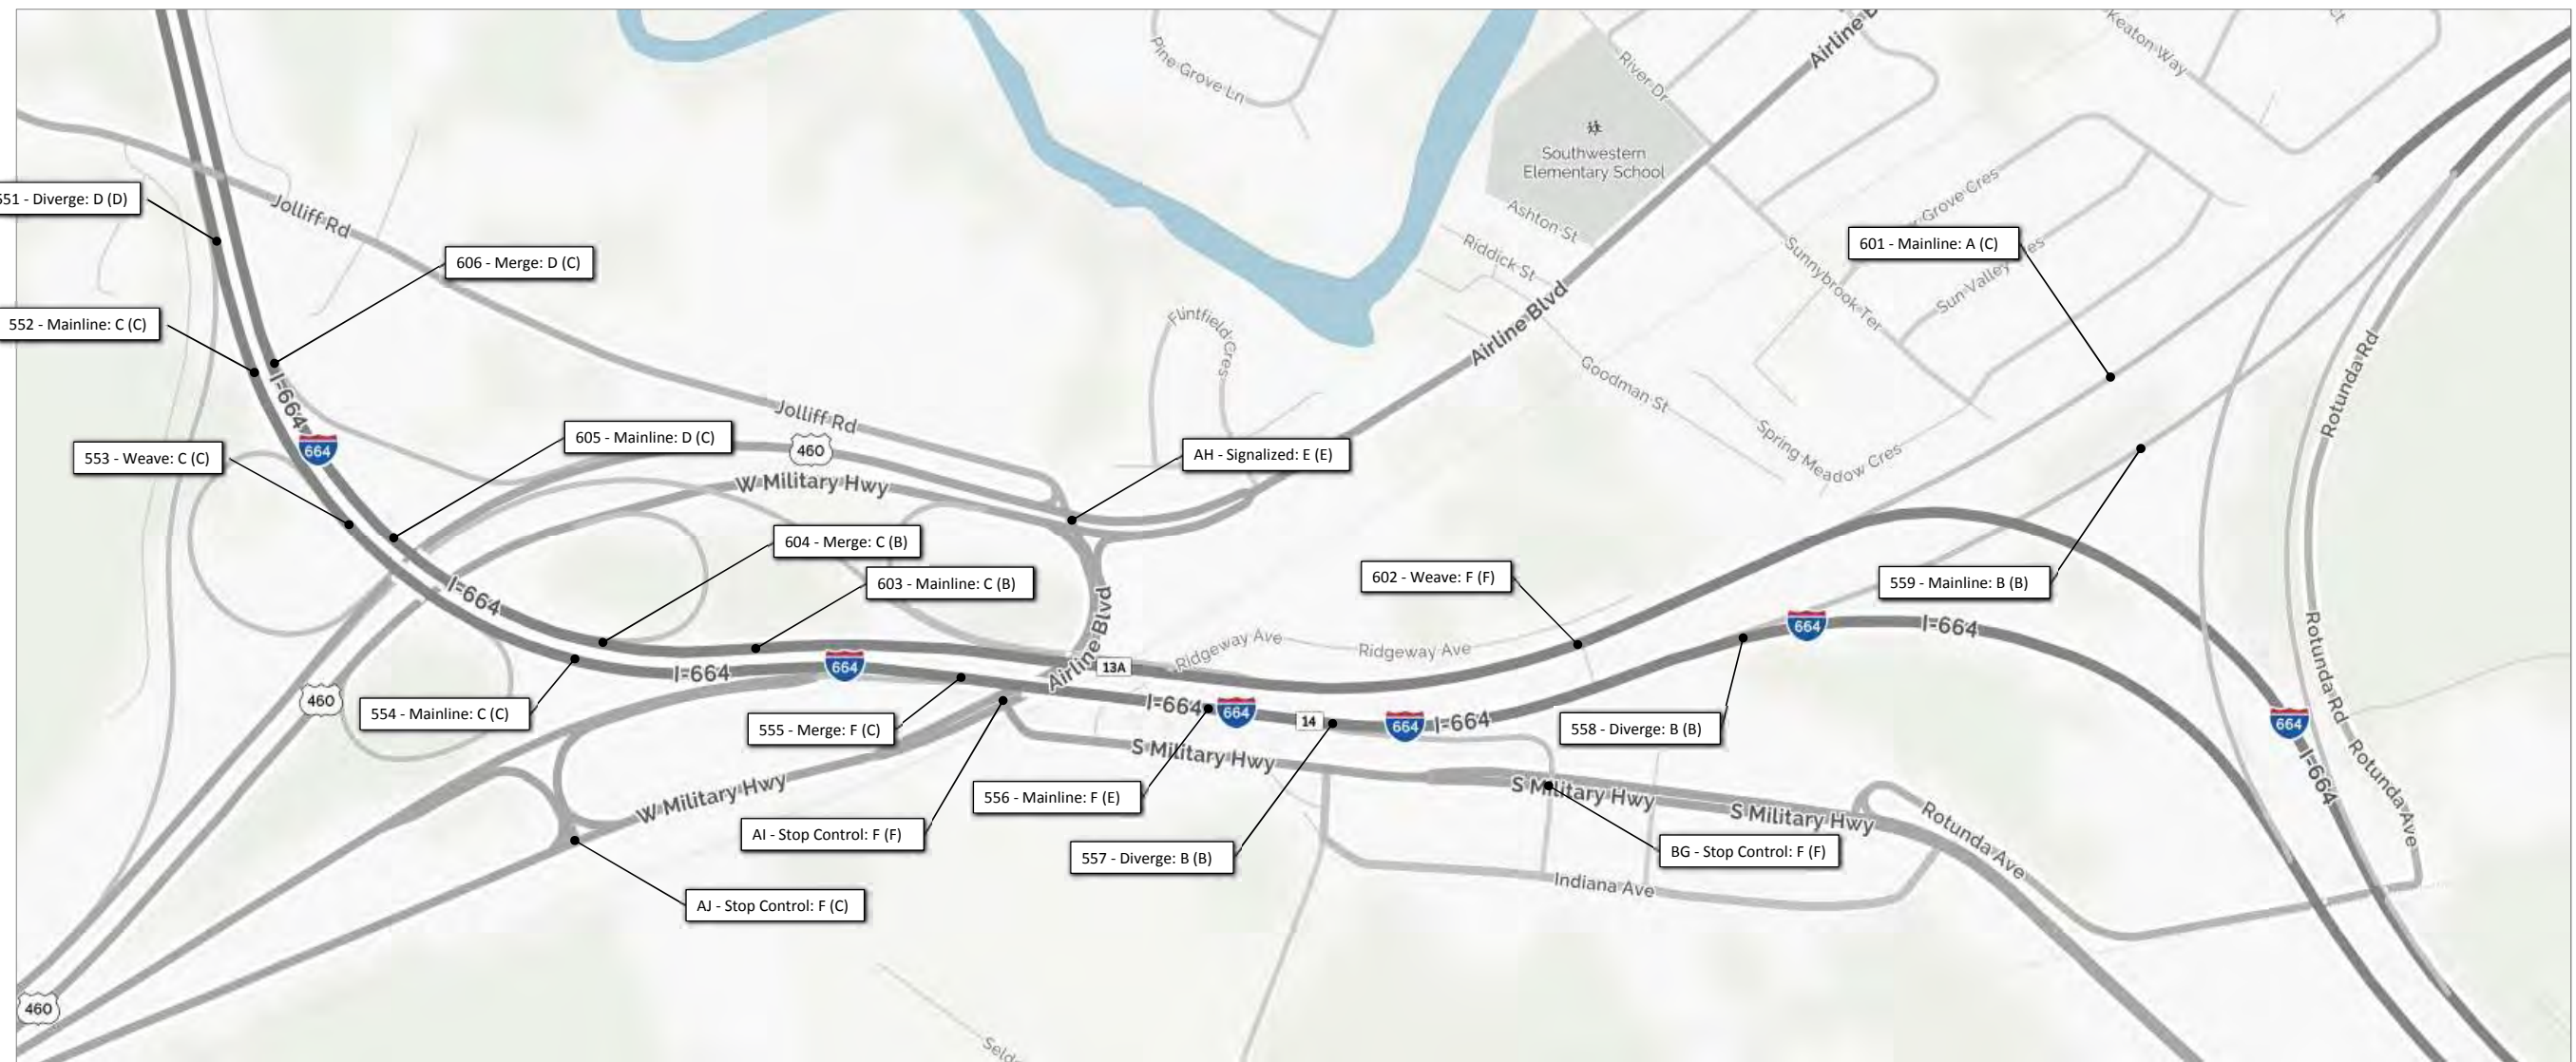 Pine Grove Ln
River Dr
Airline B
Keaton Way
Ct
Southwestern
Elementary School
551 - Diverge: D (D)
Jolliff Rd
Ashton St
Riddick St
Grove Cres
606 - Merge: D (C)
601 - Mainline: A (C)
Sunnybrook Ter
Sun Valley
es
552 - Mainline: C (C)
Flintfield Cres
Airline Blvd
Goodman St
Rotunda Rd
I-664
664
Jolliff Rd
605 - Mainline: D (C)
460
553 - Weave: C (C)
AH - Signalized: E (E)
Spring Meadow Cres
W Military Hwy
604 - Merge: C (B)
603 - Mainline: C (B)
602 - Weave: F (F)
559 - Mainline: B (B)
I-664
Airline Blvd
Ridgeway Ave
Ridgeway Ave
664
I-664
Rotunda Rd
13A
I-664
664
460
554 - Mainline: C (C)
555 - Merge: F (C)
I-664
664
14
664
I-664
558 - Diverge: B (B)
664
I-664
S Military Hwy
W Military Hwy
556 - Mainline: F (E)
S Military Hwy
S Military Hwy
Rotunda Ave
Rotunda Ave
AI - Stop Control: F (F)
557 - Diverge: B (B)
BG - Stop Control: F (F)
Indiana Ave
AJ - Stop Control: F (C)
460